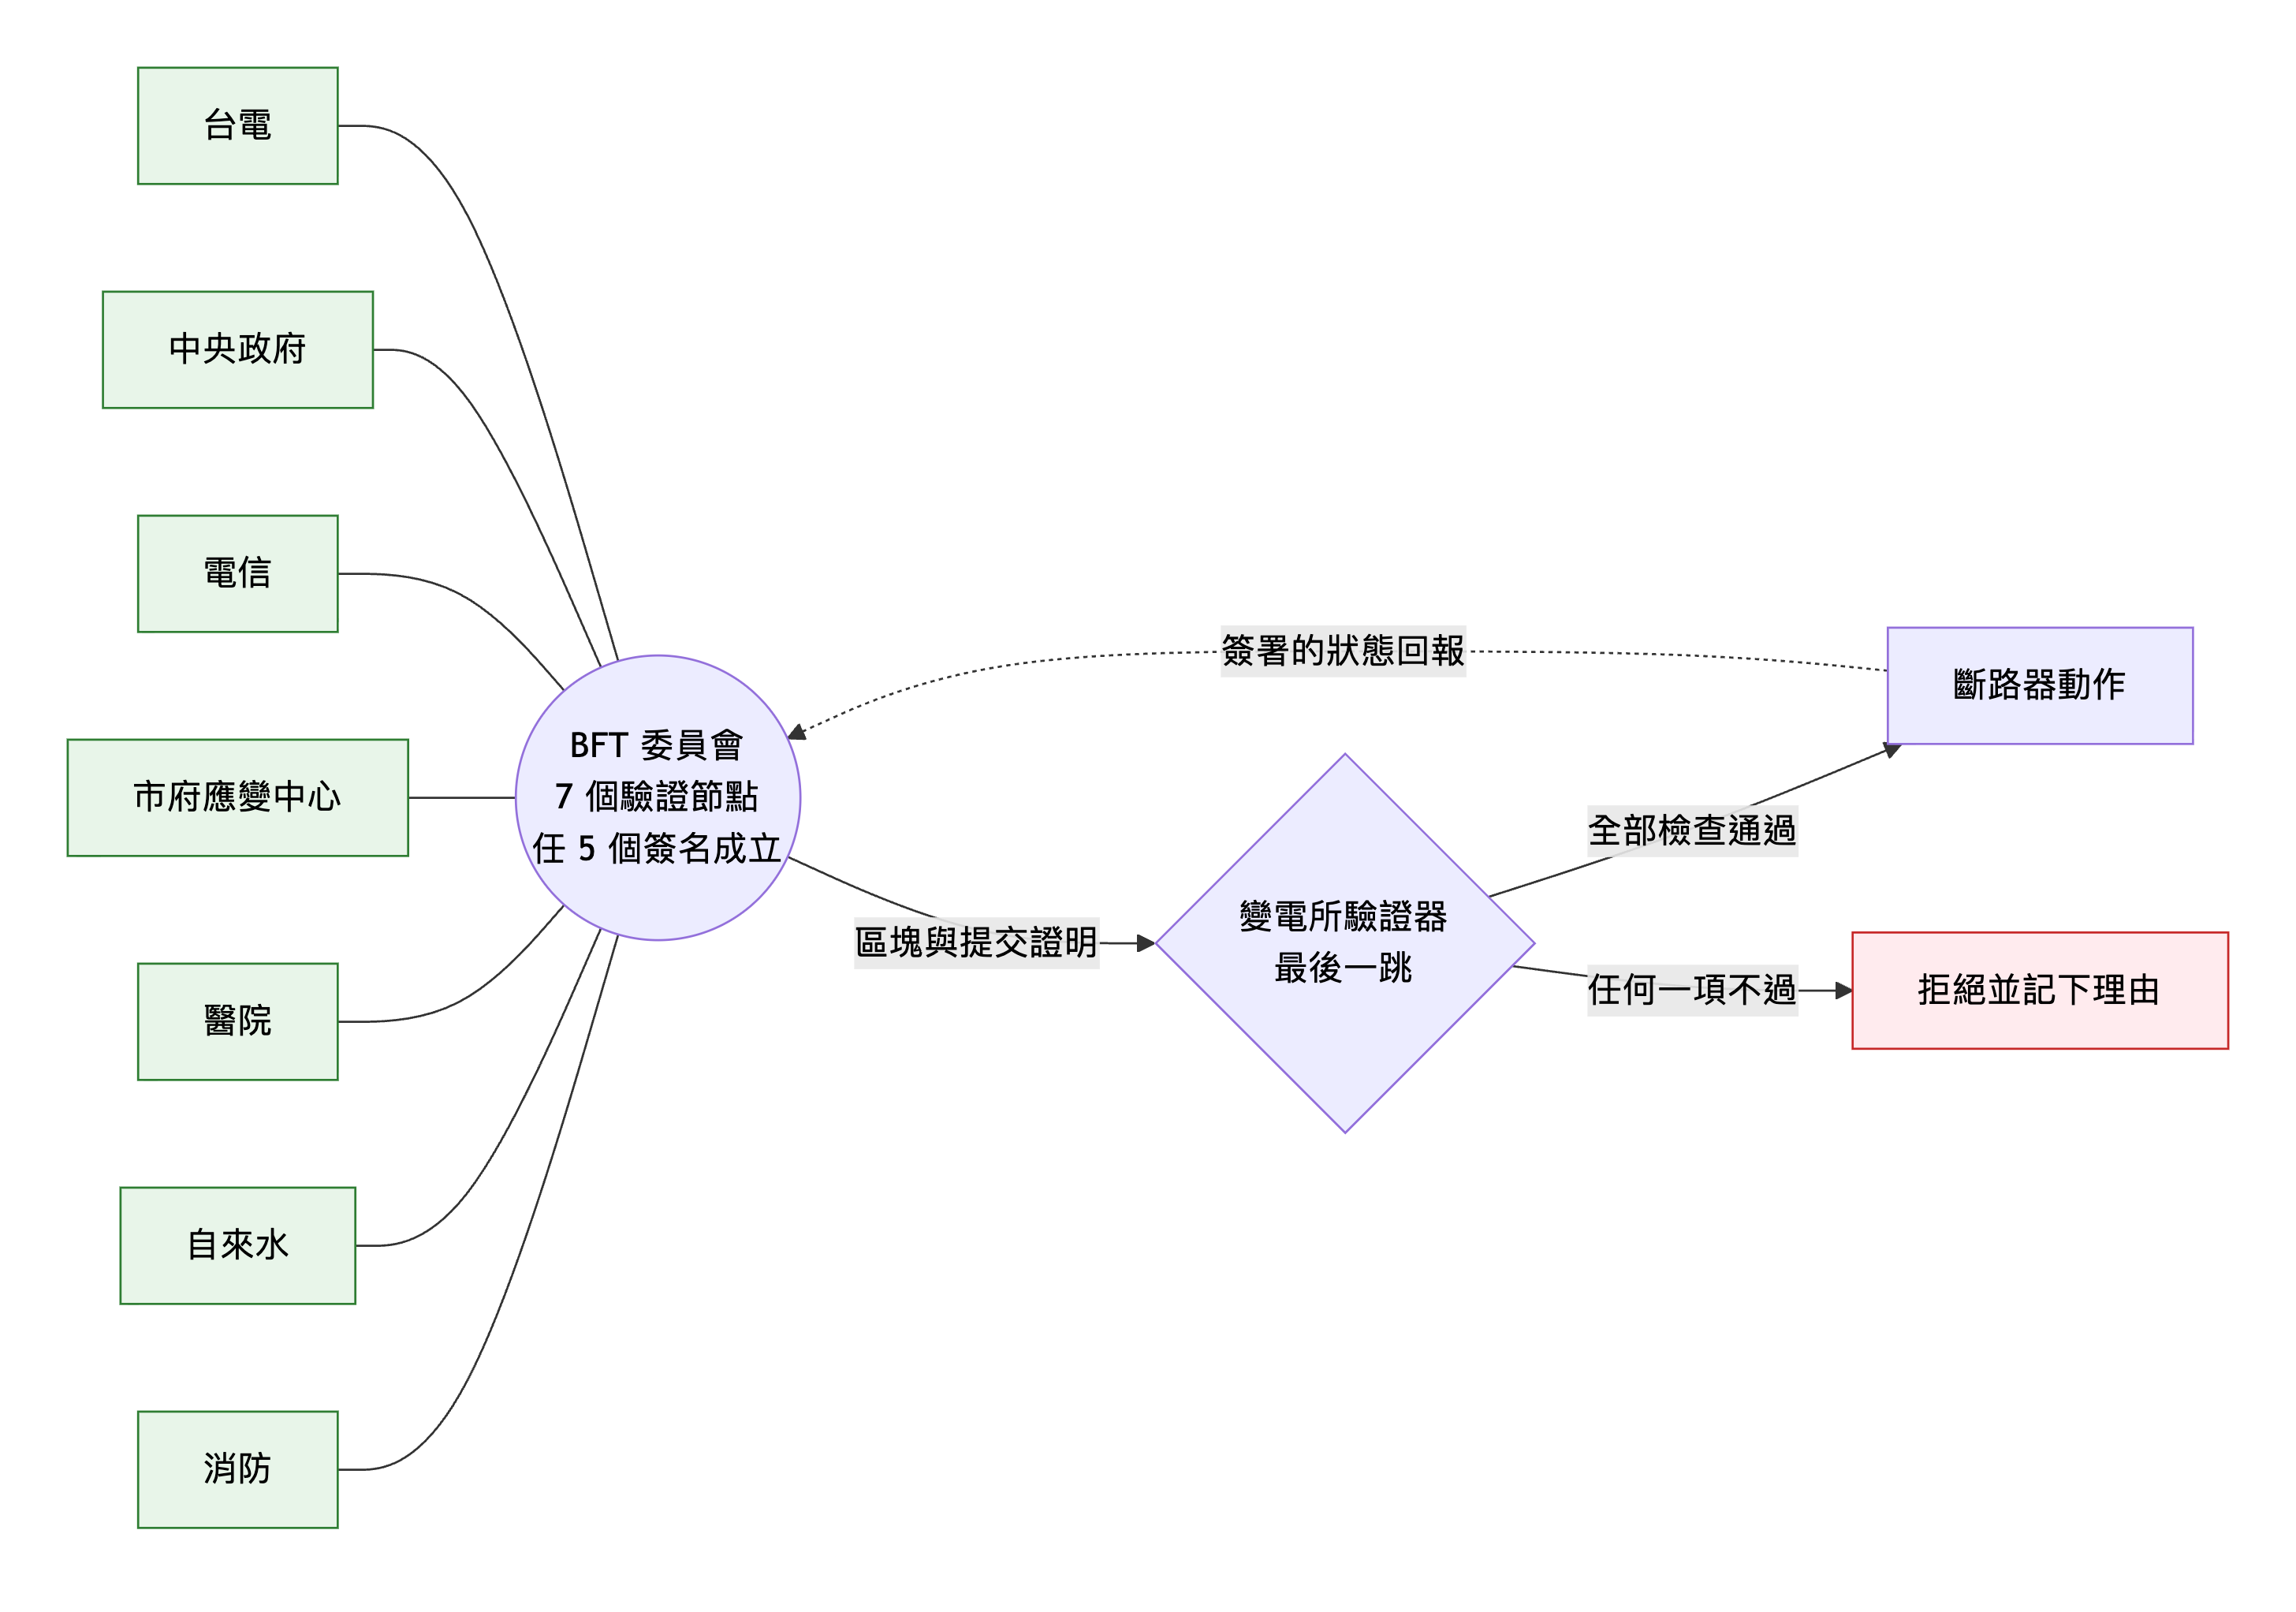 台電
中央政府
電信
市府應變中心
醫院
自來水
消防
BFT 委員會
7 個驗證節點
任 5 個簽名成立
區塊與提交證明
簽署的狀態回報
變電所驗證器
最後一跳
全部檢查通過
任何一項不過
斷路器動作
拒絕並記下理由